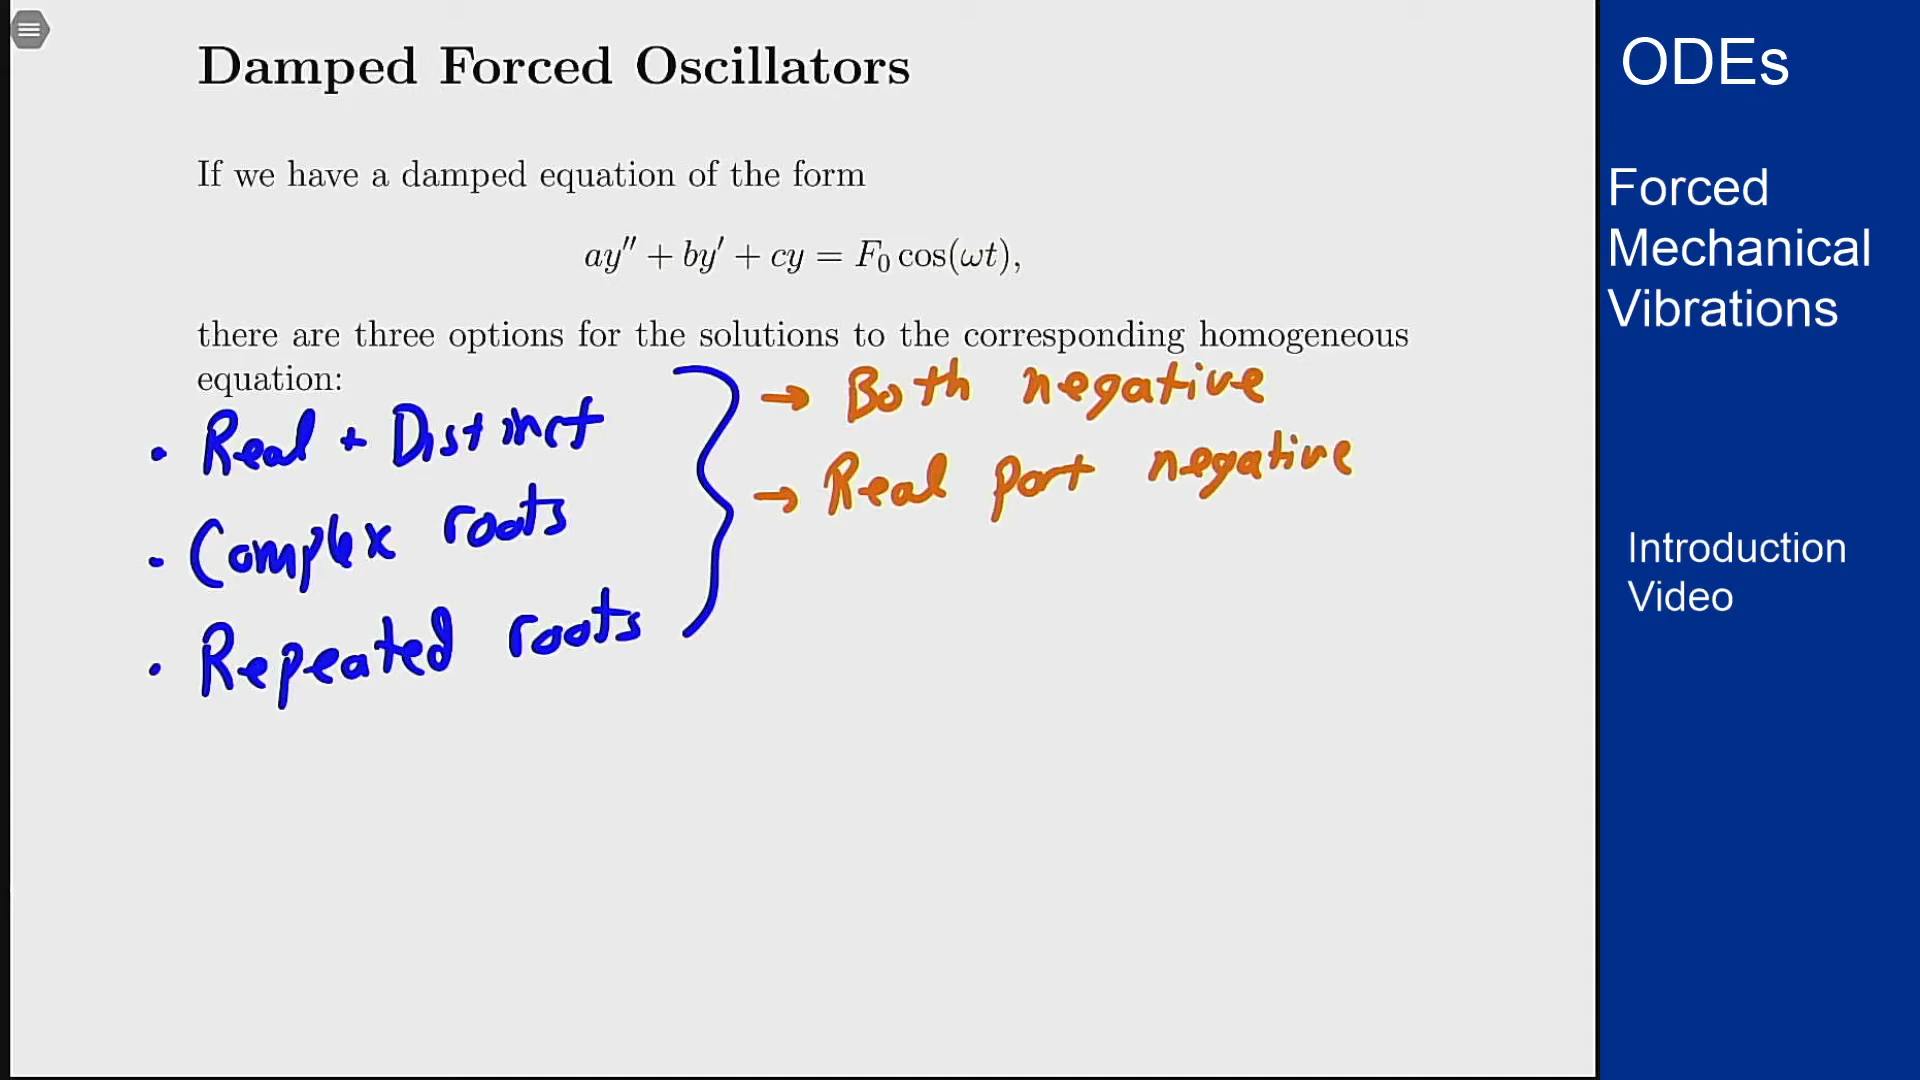 Damped Forced Oscillators
If we have a damped equation of the form
ay″ + by′ + cy = F₀ cos(ωt),
there are three options for the solutions to the corresponding homogeneous
equation:
→ Both negative
• Real + Distinct
→ Real part negative
• Complex roots
• Repeated roots
ODEs
Forced
Mechanical
Vibrations
Introduction
Video